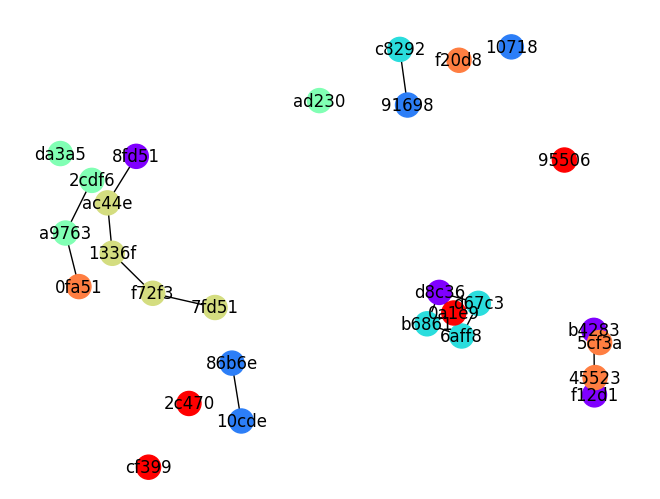 10718
c8292
f20d8
ad230
91698
da3a5
8fd51
95506
2cdf6
ac44e
a9763
1336f
0fa51
f72f3
d8c36
d67c3
7fd51
0a1e9
b6861
b4283
6aff8
5cf3a
86b6e
45523
f12d1
2c470
10cde
cf399